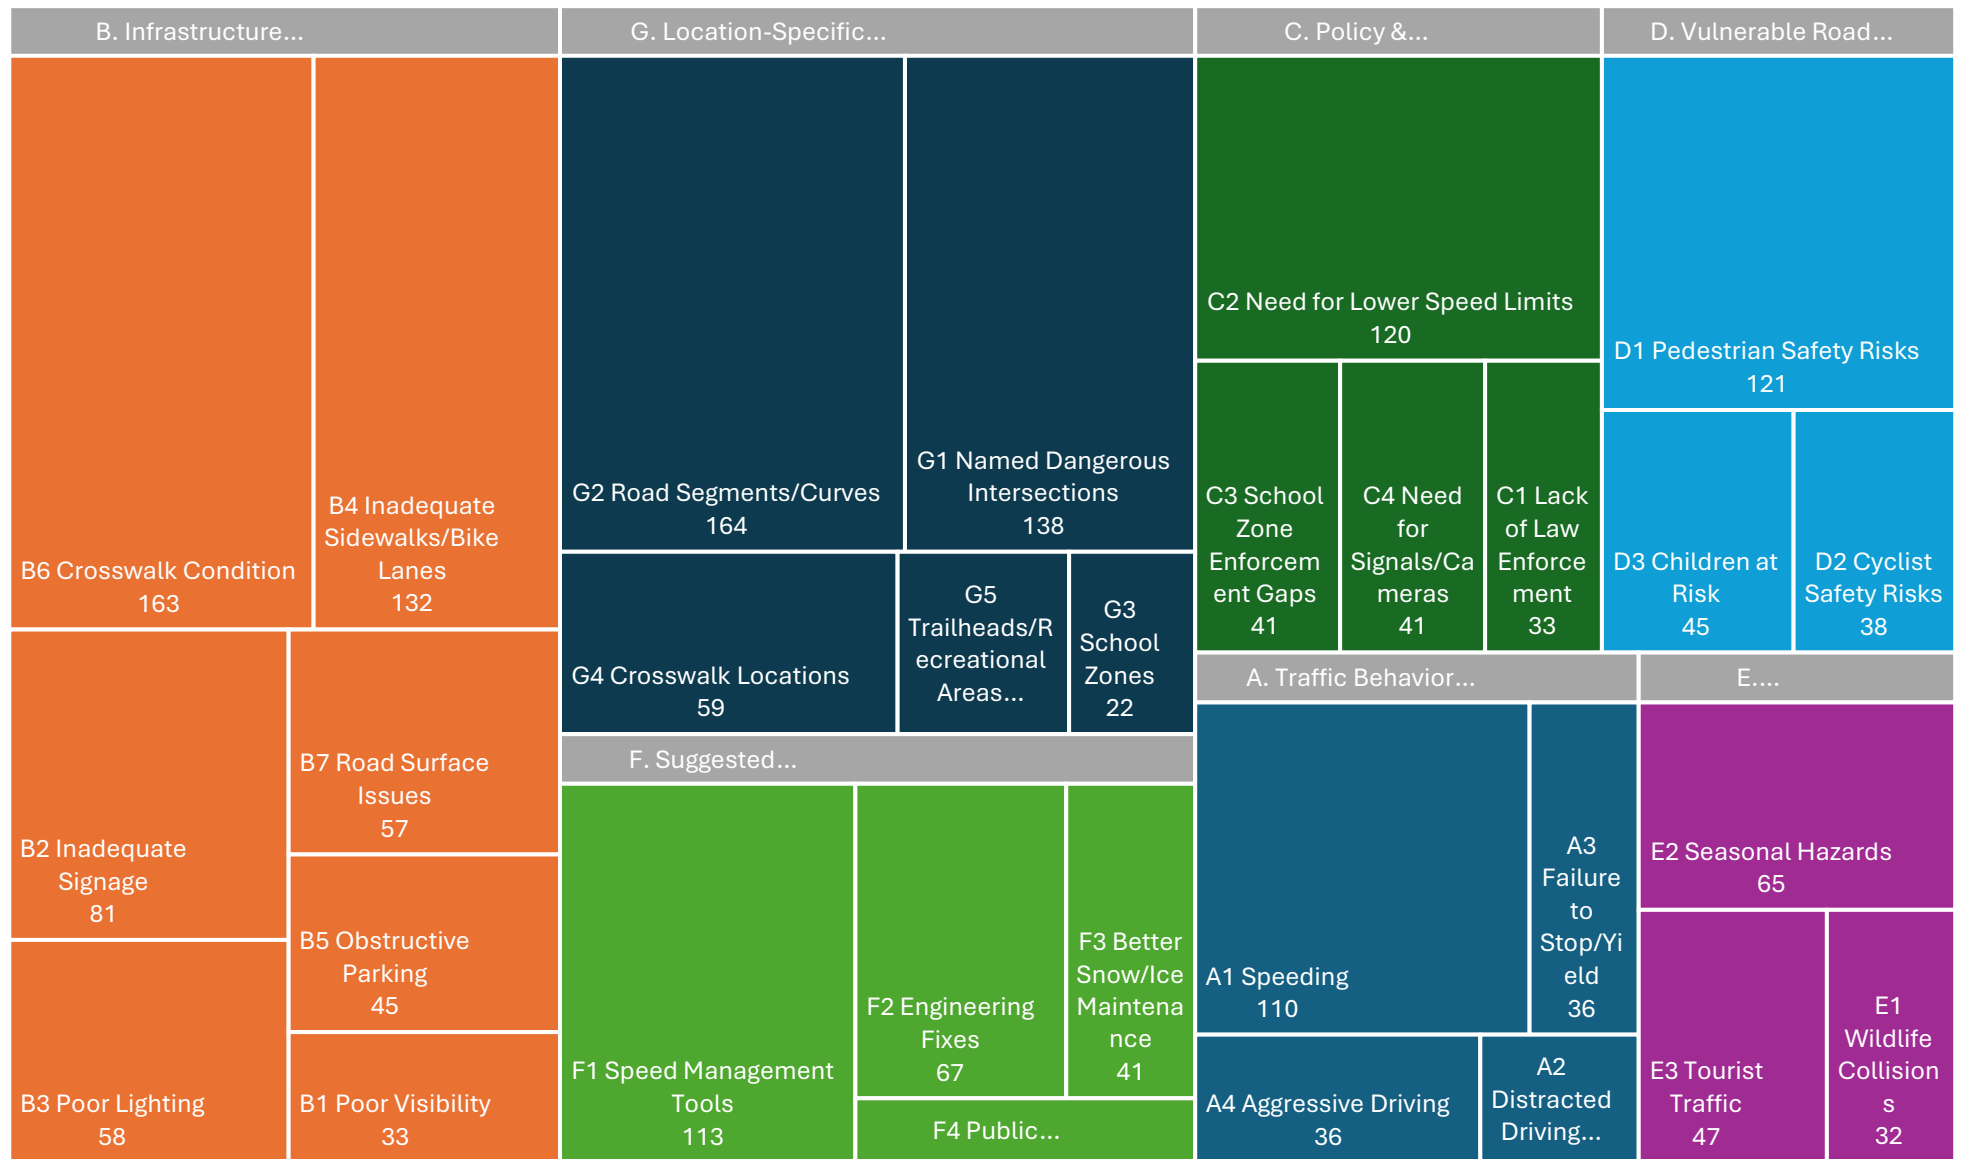 B. Infrastructure...
B6 Crosswalk Condition
163
B4 Inadequate
Sidewalks/Bike
Lanes
132
B2 Inadequate
Signage
81
B7 Road Surface
Issues
57
B5 Obstructive
Parking
45
B3 Poor Lighting
58
B1 Poor Visibility
33
G. Location-Specific...
G2 Road Segments/Curves
164
G1 Named Dangerous
Intersections
138
G4 Crosswalk Locations
59
G5
Trailheads/R
ecreational
Areas...
G3
School
Zones
22
F. Suggested...
F1 Speed Management
Tools
113
F2 Engineering
Fixes
67
F3 Better
Snow/Ice
Maintena
nce
41
F4 Public...
C. Policy &...
C2 Need for Lower Speed Limits
120
C3 School
Zone
Enforcem
ent Gaps
41
C4 Need
for
Signals/Ca
meras
41
C1 Lack
of Law
Enforce
ment
33
D. Vulnerable Road...
D1 Pedestrian Safety Risks
121
D3 Children at
Risk
45
D2 Cyclist
Safety Risks
38
A. Traffic Behavior...
A1 Speeding
110
A3
Failure
to
Stop/Yi
eld
36
A4 Aggressive Driving
36
A2
Distracted
Driving...
E....
E2 Seasonal Hazards
65
E3 Tourist
Traffic
47
E1
Wildlife
Collision
s
32